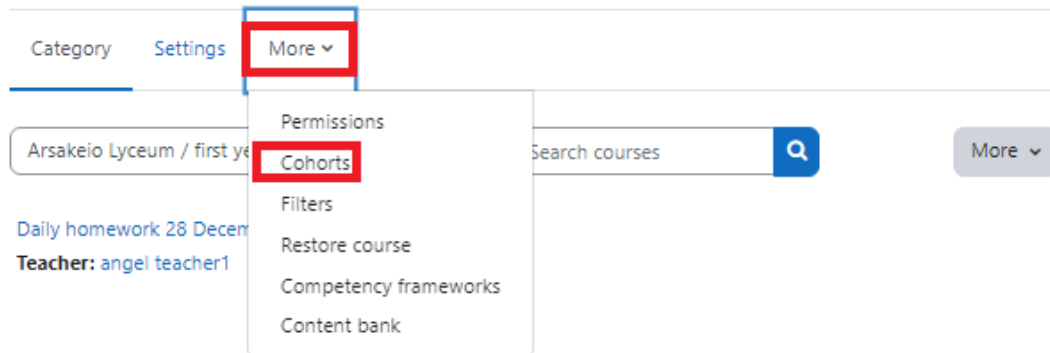 Category Settings More
Permissions
Arsakeio Lyceum / first ye
Cohorts
Search courses
More
Filters
Daily homework 28 Decem
Restore course
Teacher: angel teacher1
Competency frameworks
Content bank